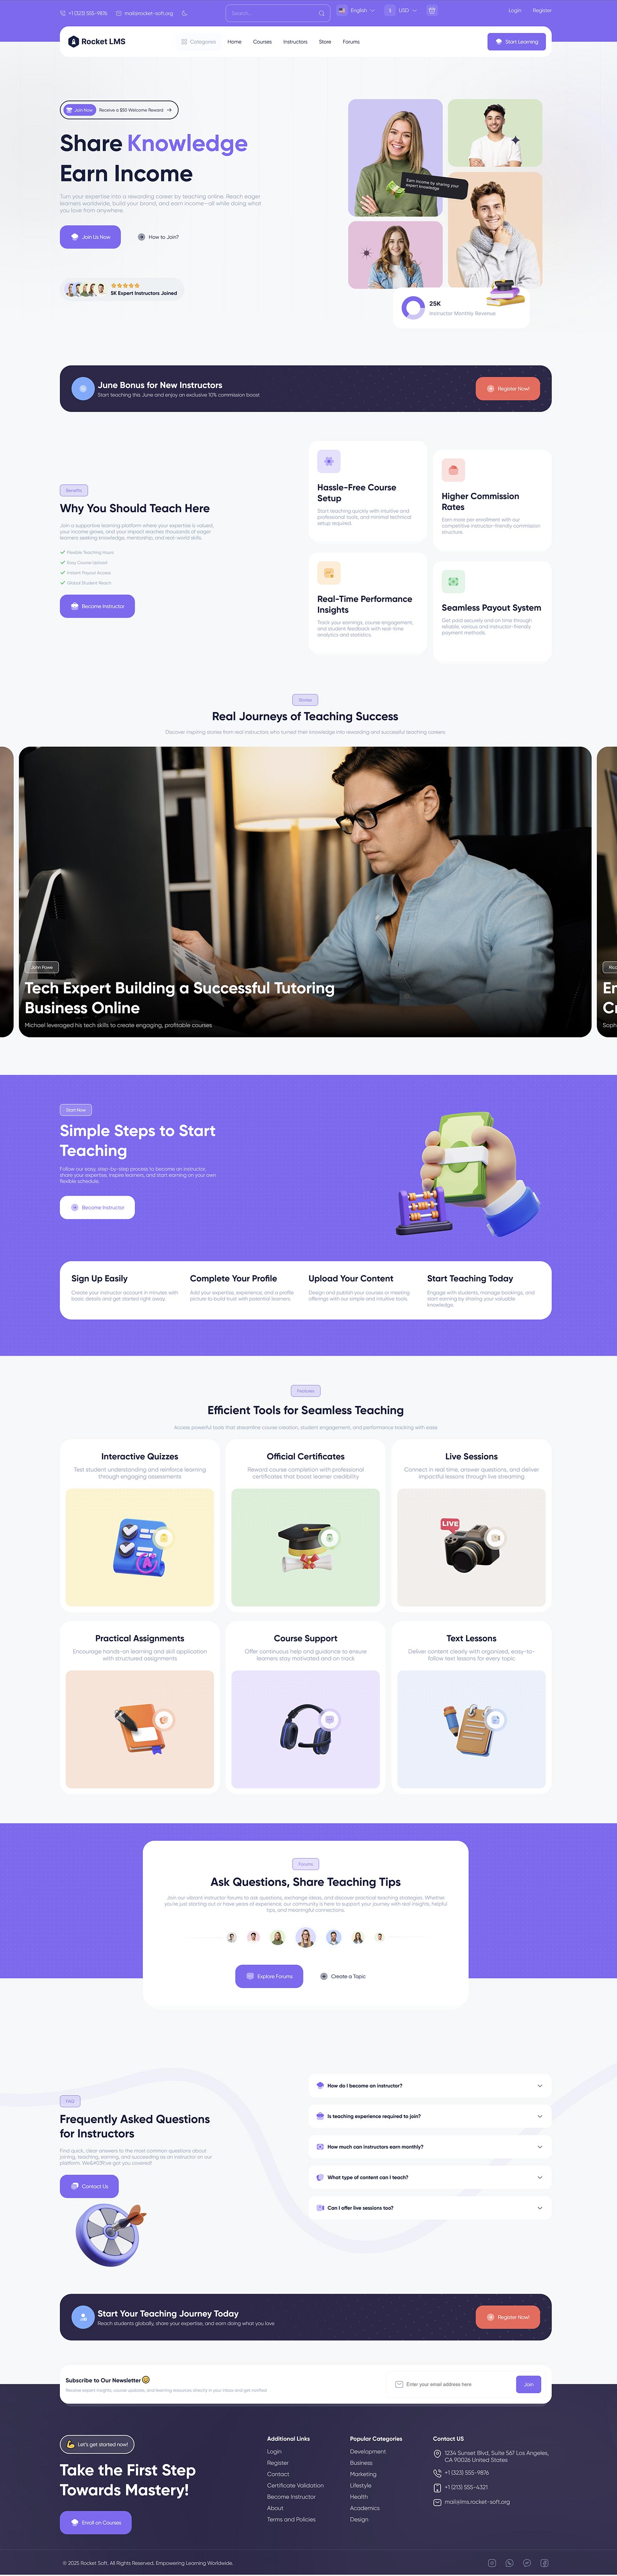 +1 (323) 555-9876
mail@rocket-soft.org
Search...
English
$
USD
Login
Register
Rocket LMS
Categories
Home
Courses
Instructors
Store
Forums
Start Learning
Join Now
Receive a $80 Welcome Reward
Share Knowledge
Earn Income
Turn your expertise into a rewarding career by teaching online. Reach eager
learners worldwide, build your brand, and earn income—all while doing what
you love from anywhere.
Join Us Now
How to Join?
5K Expert Instructors Joined
Earn income by sharing your
expert knowledge
25K
Instructor Monthly Revenue
June Bonus for New Instructors
Start teaching this June and enjoy an exclusive 10% commission boost
Register Now!
Benefits
Why You Should Teach Here
Join a supportive learning platform where your expertise is valued,
your income grows, and your impact reaches thousands of eager
learners seeking knowledge, mentorship, and real-world skills.
Flexible Teaching Hours
Easy Course Upload
Instant Payout Access
Global Student Reach
Become Instructor
Hassle-Free Course
Setup
Start teaching quickly with intuitive and
professional tools, and minimal technical
setup required.
Higher Commission
Rates
Earn more per enrollment with our
competitive instructor-friendly commission
structure.
Real-Time Performance
Insights
Track your earnings, course engagement,
and student feedback with real-time
analytics and statistics.
Seamless Payout System
Get paid securely and on time through
reliable, various and instructor-friendly
payment methods.
Stories
Real Journeys of Teaching Success
Discover inspiring stories from real-instructors who turned their knowledge into rewarding and successful teaching careers
John Powe
Tech Expert Building a Successful Tutoring
Business Online
Michael leveraged his tech skills to create engaging, profitable courses
Start Now
Simple Steps to Start
Teaching
Follow our easy, step-by-step process to become an instructor,
share your expertise, inspire learners, and start earning on your own
flexible schedule.
Become Instructor
Sign Up Easily
Create your instructor account in minutes with
basic details and get started right away.
Complete Your Profile
Add your expertise, experience, and a profile
picture to build trust with potential learners.
Upload Your Content
Design and publish your courses or meeting
offerings with our simple and intuitive tools.
Start Teaching Today
Engage with students, manage bookings, and
start earning by sharing your valuable
knowledge.
Features
Efficient Tools for Seamless Teaching
Access powerful tools that streamline course creation, student engagement, and performance tracking with ease
Interactive Quizzes
Test student understanding and reinforce learning
through engaging assessments
Official Certificates
Reward course completion with professional
certificates that boost learner credibility
Live Sessions
Connect in real time, answer questions, and deliver
impactful lessons through live streaming
A
LIVE
Practical Assignments
Encourage hands-on learning and skill application
with structured assignments
Course Support
Offer continuous help and guidance to ensure
learners stay motivated and on track
Text Lessons
Deliver content clearly with organized, easy-to-
follow text lessons for every topic
Forums
Ask Questions, Share Teaching Tips
Join our vibrant instructor forums to ask questions, exchange ideas, and discover practical teaching strategies. Whether
you're just starting out or have years of experience, our community is here to support your journey with real insights, helpful
tips, and meaningful connections.
Explore Forums
Create a Topic
FAQ
Frequently Asked Questions
for Instructors
Find quick, clear answers to the most common questions about
joining, teaching, earning, and succeeding as an instructor on our
platform. We&#039;ve got you covered!
Contact Us
How do I become an instructor?
Is teaching experience required to join?
How much can instructors earn monthly?
What type of content can I teach?
Can I offer live sessions too?
Start Your Teaching Journey Today
Reach students globally, share your expertise, and earn doing what you love
Register Now!
Subscribe to Our Newsletter
Receive expert insights, course updates, and learning resources directly in your inbox and get notified
Enter your email address here
Join
Let's get started now!
Take the First Step
Towards Mastery!
Enroll on Courses
Additional Links
Login
Register
Contact
Certificate Validation
Become Instructor
About
Terms and Policies
Popular Categories
Development
Business
Marketing
Lifestyle
Health
Academics
Design
Contact US
1234 Sunset Blvd, Suite 567 Los Angeles,
CA 90026 United States
+1 (323) 555-9876
+1 (213) 555-4321
mail@lms.rocket-soft.org
© 2025 Rocket Soft. All Rights Reserved. Empowering Learning Worldwide.